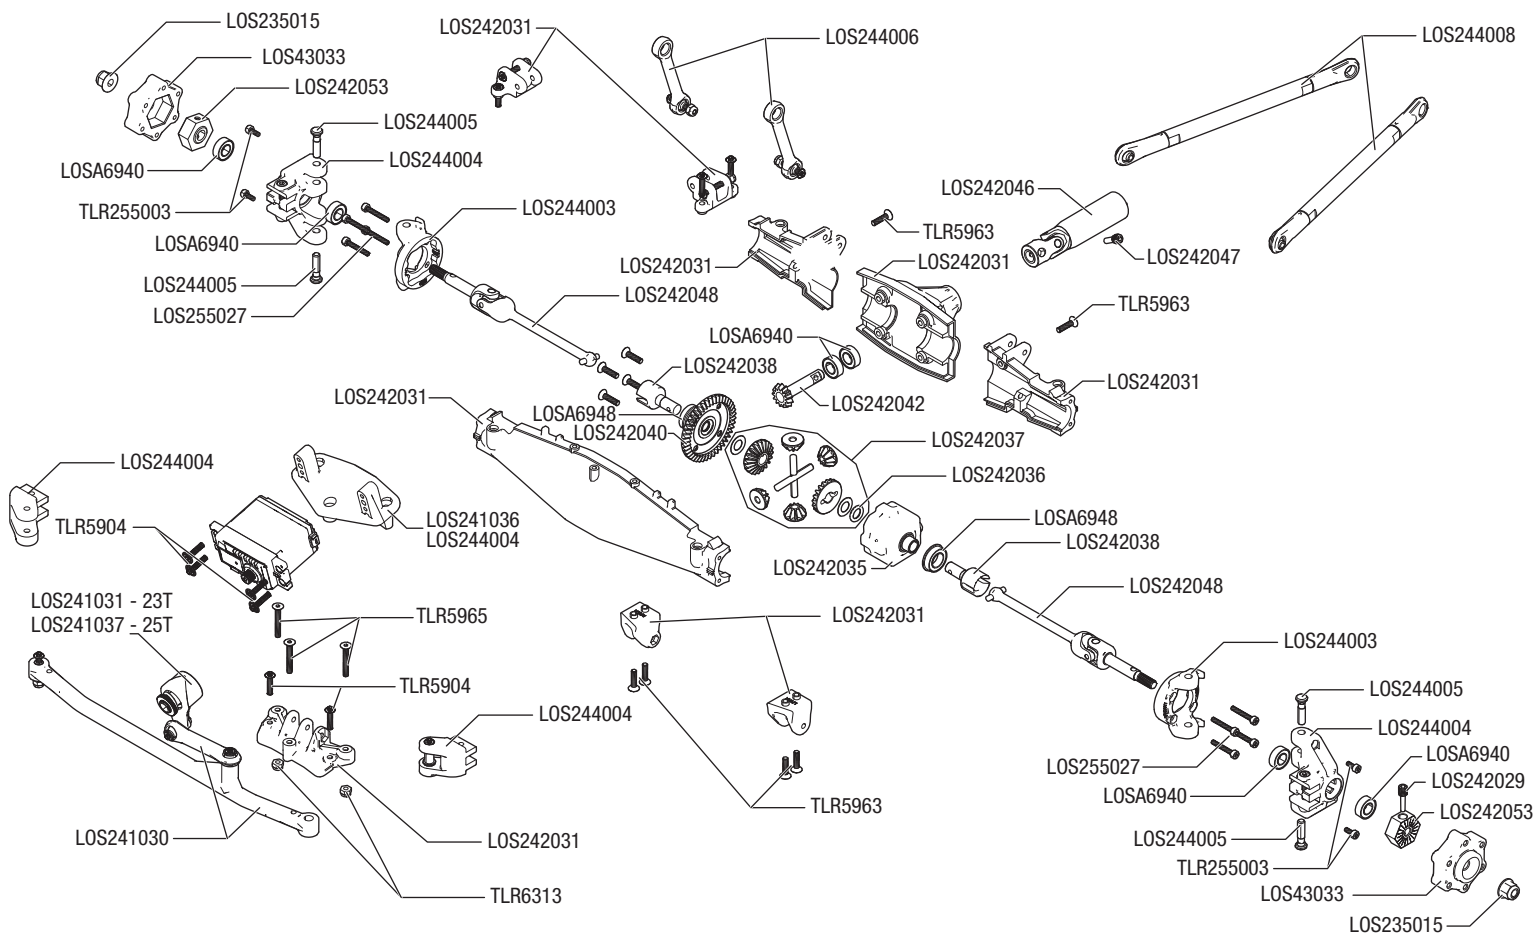 LOS235015
LOS43033
LOS242053
LOS244005
LOS244004
LOSA6940
TLR255003
LOSA6940
LOS244005
LOS255027
LOS244003
LOS242048
LOS242031
LOS244006
LOS244008
LOS242046
LOS242047
TLR5963
LOS242031
LOS242031
TLR5963
LOSA6940
LOS242038
LOS242031
LOS242042
LOS242031
LOSA6948
LOS242040
LOS242037
LOS242036
LOS244004
TLR5904
LOS241036
LOS244004
LOSA6948
LOS242038
LOS242035
LOS242048
LOS241031 - 23T
LOS241037 - 25T
TLR5965
LOS242031
LOS244003
TLR5904
LOS244004
LOS244005
LOS244004
LOSA6940
LOS255027
LOS242029
LOSA6940
TLR5963
LOS242053
LOS241030
LOS242031
LOS244005
TLR255003
TLR6313
LOS43033
LOS235015